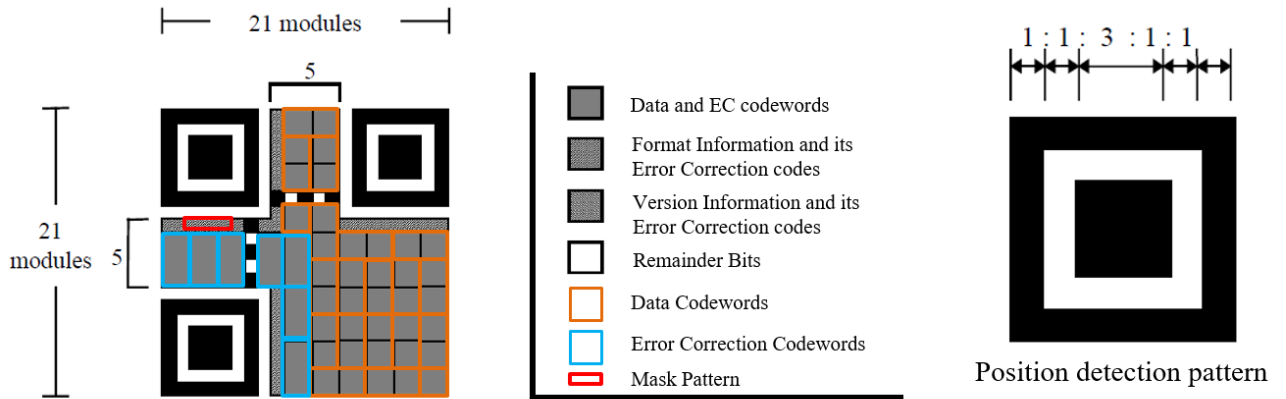 21 modules
5
21
modules
5
Data and EC codewords
Format Information and its
Error Correction codes
Version Information and its
Error Correction codes
Remainder Bits
Data Codewords
Error Correction Codewords
Mask Pattern
1 : 1 : 3 : 1 : 1
Position detection pattern